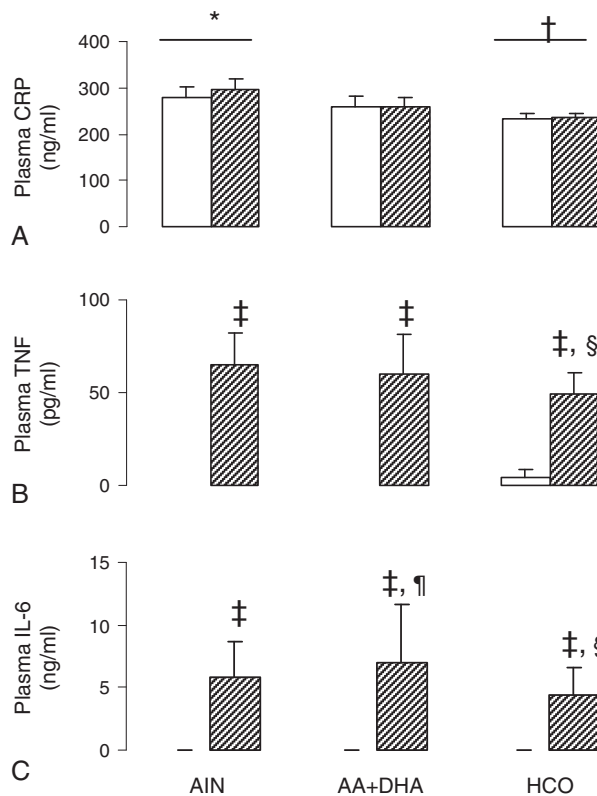 * †
400
300
200
100
0
Plasma CRP
(ng/ml)
A
‡ ‡ ‡, §
100
50
0
Plasma TNF
(pg/ml)
B
‡ ‡, ¶ ‡, §
15
10
5
0
Plasma IL-6
(ng/ml)
C
AIN AA+DHA HCO